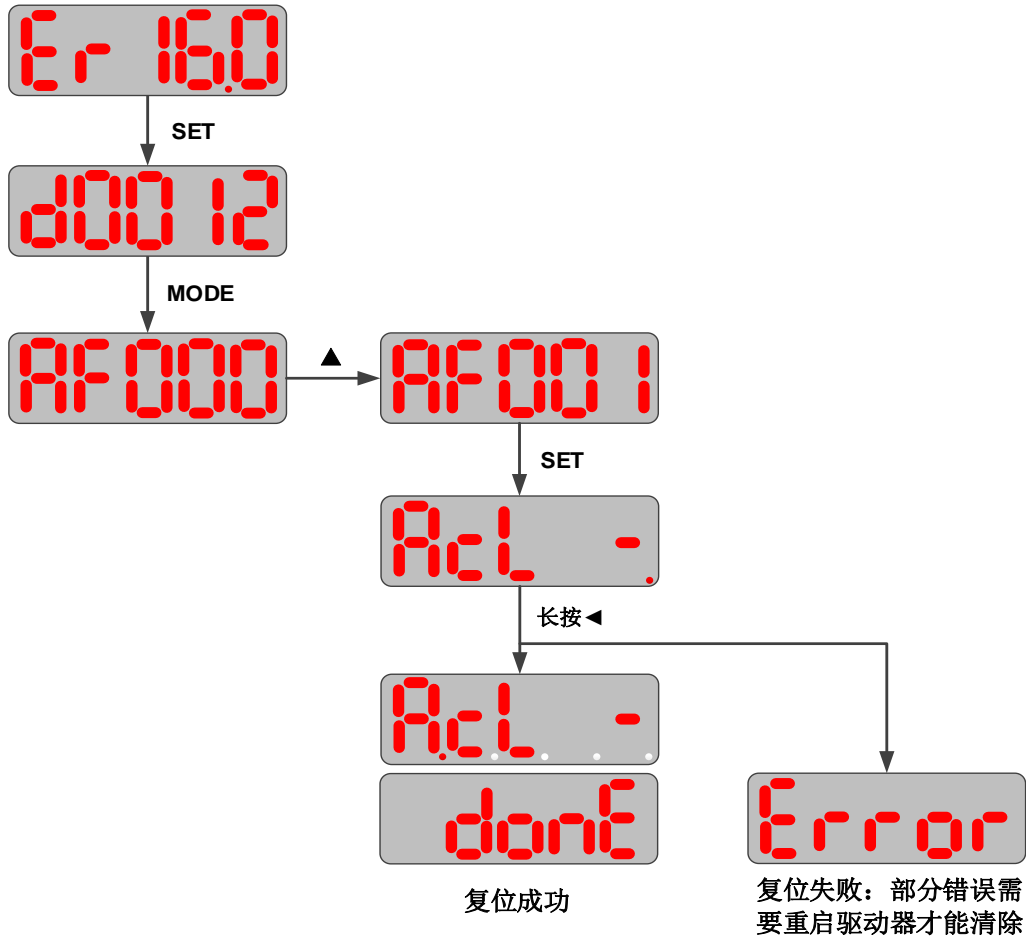 Er 16.0
SET
d0012
MODE
AF000
▲
AF001
SET
AcL -.
长按◄
A.cL -
donE
Error
复位成功
复位失败：部分错误需
要重启驱动器才能清除